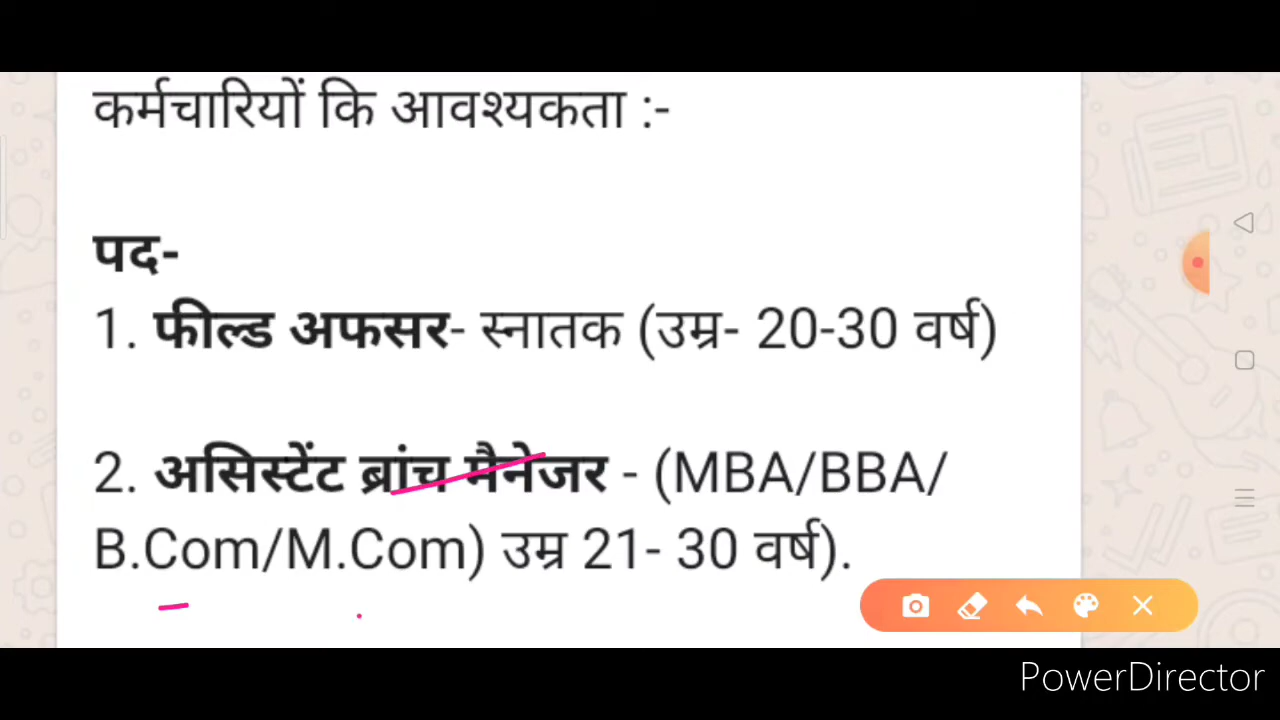 कर्मचारियों कि आवश्यकता :-
पद-
1. फील्ड अफसर- स्नातक (उम्र- 20-30 वर्ष)
2. असिस्टेंट ब्रांच मैनेजर - (MBA/BBA/
B.Com/M.Com) उम्र 21- 30 वर्ष).
PowerDirector